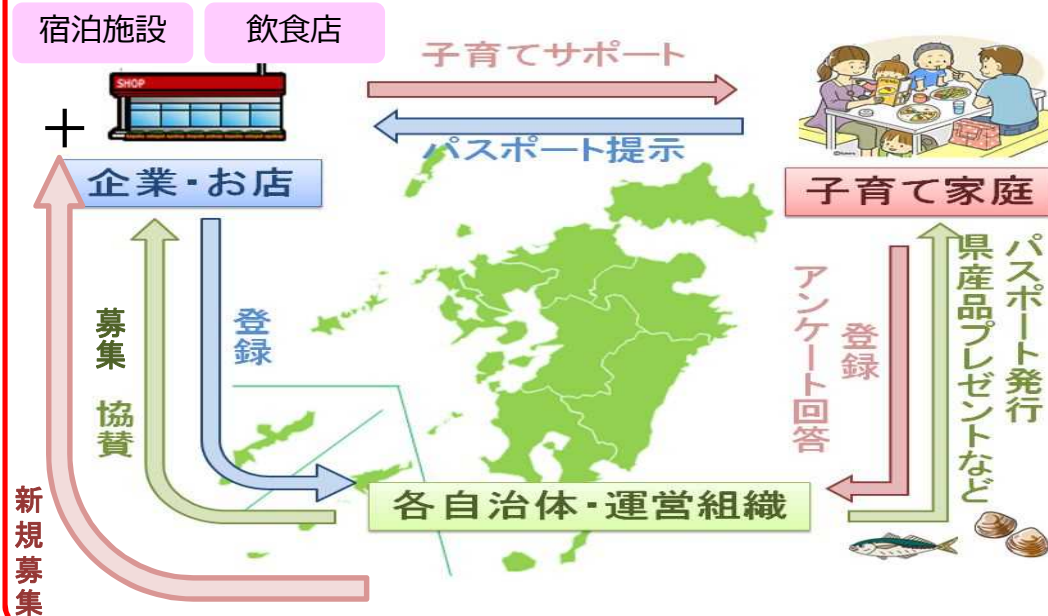 宿泊施設
飲食店
SHOP
子育てサポート
パスポート提示
+
企業・お店
子育て家庭
募集 協賛
登録
アンケート回答
登録
県産品プレゼントなど
パスポート発行
各自治体・運営組織
新規募集